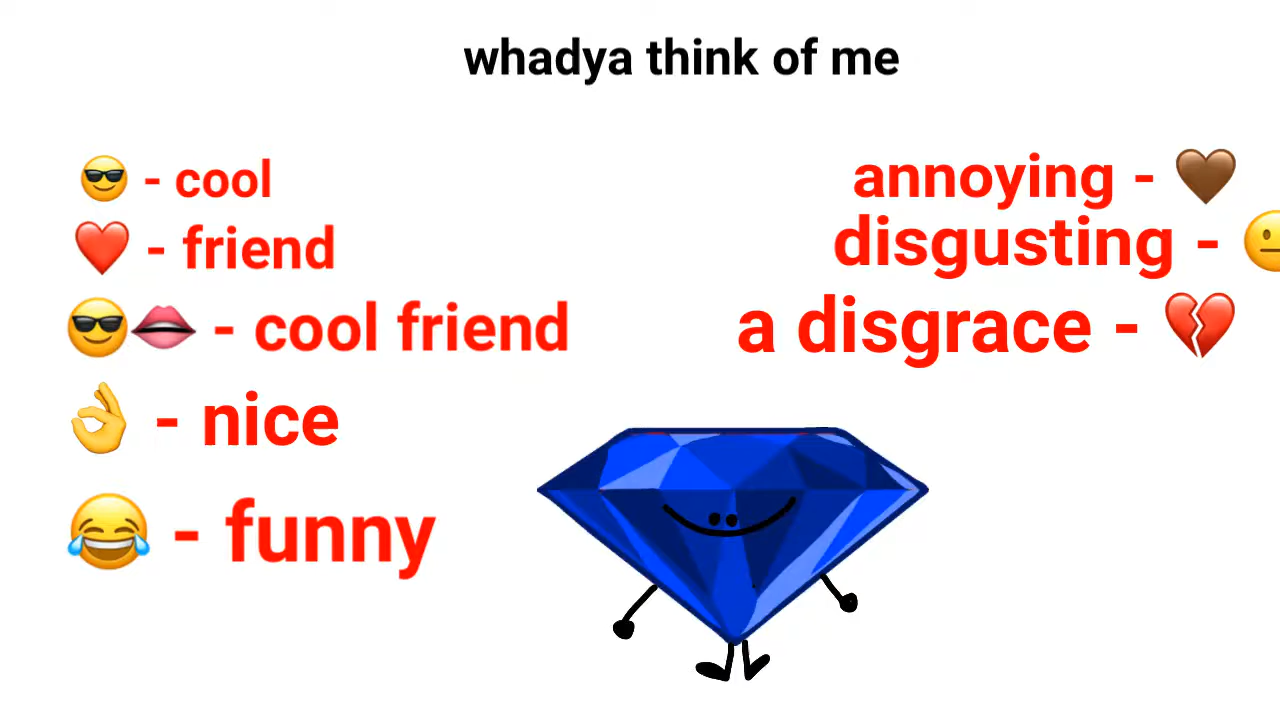 whadya think of me
😎 - cool
❤️ - friend
😎👄 - cool friend
👌 - nice
😂 - funny
annoying - 🤎
disgusting - 😐
a disgrace - 💔